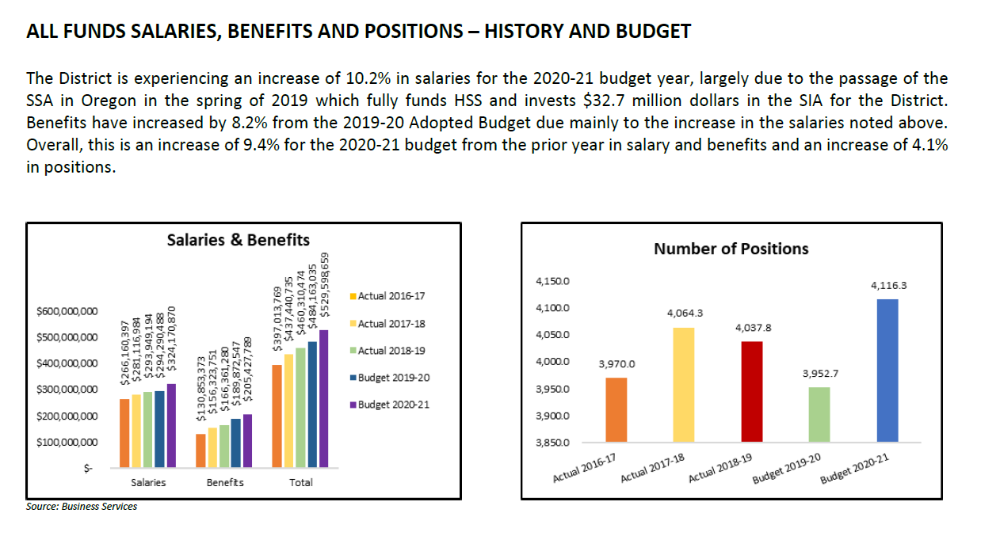 ALL FUNDS SALARIES, BENEFITS AND POSITIONS – HISTORY AND BUDGET
The District is experiencing an increase of 10.2% in salaries for the 2020-21 budget year, largely due to the passage of the
SSA in Oregon in the spring of 2019 which fully funds HSS and invests $32.7 million dollars in the SIA for the District.
Benefits have increased by 8.2% from the 2019-20 Adopted Budget due mainly to the increase in the salaries noted above.
Overall, this is an increase of 9.4% for the 2020-21 budget from the prior year in salary and benefits and an increase of 4.1%
in positions.
Salaries & Benefits
$600,000,000
$500,000,000
$400,000,000
$300,000,000
$200,000,000
$100,000,000
$-
$266,160,397
$281,116,984
$293,949,194
$294,290,488
$324,170,870
$130,853,373
$156,323,751
$166,361,280
$189,872,547
$205,427,789
$397,013,769
$437,440,735
$460,310,474
$484,163,035
$529,598,659
Salaries
Benefits
Total
Actual 2016-17
Actual 2017-18
Actual 2018-19
Budget 2019-20
Budget 2020-21
Source: Business Services
Number of Positions
4,150.0
4,100.0
4,050.0
4,000.0
3,950.0
3,900.0
3,850.0
3,970.0
4,064.3
4,037.8
3,952.7
4,116.3
Actual 2016-17
Actual 2017-18
Actual 2018-19
Budget 2019-20
Budget 2020-21